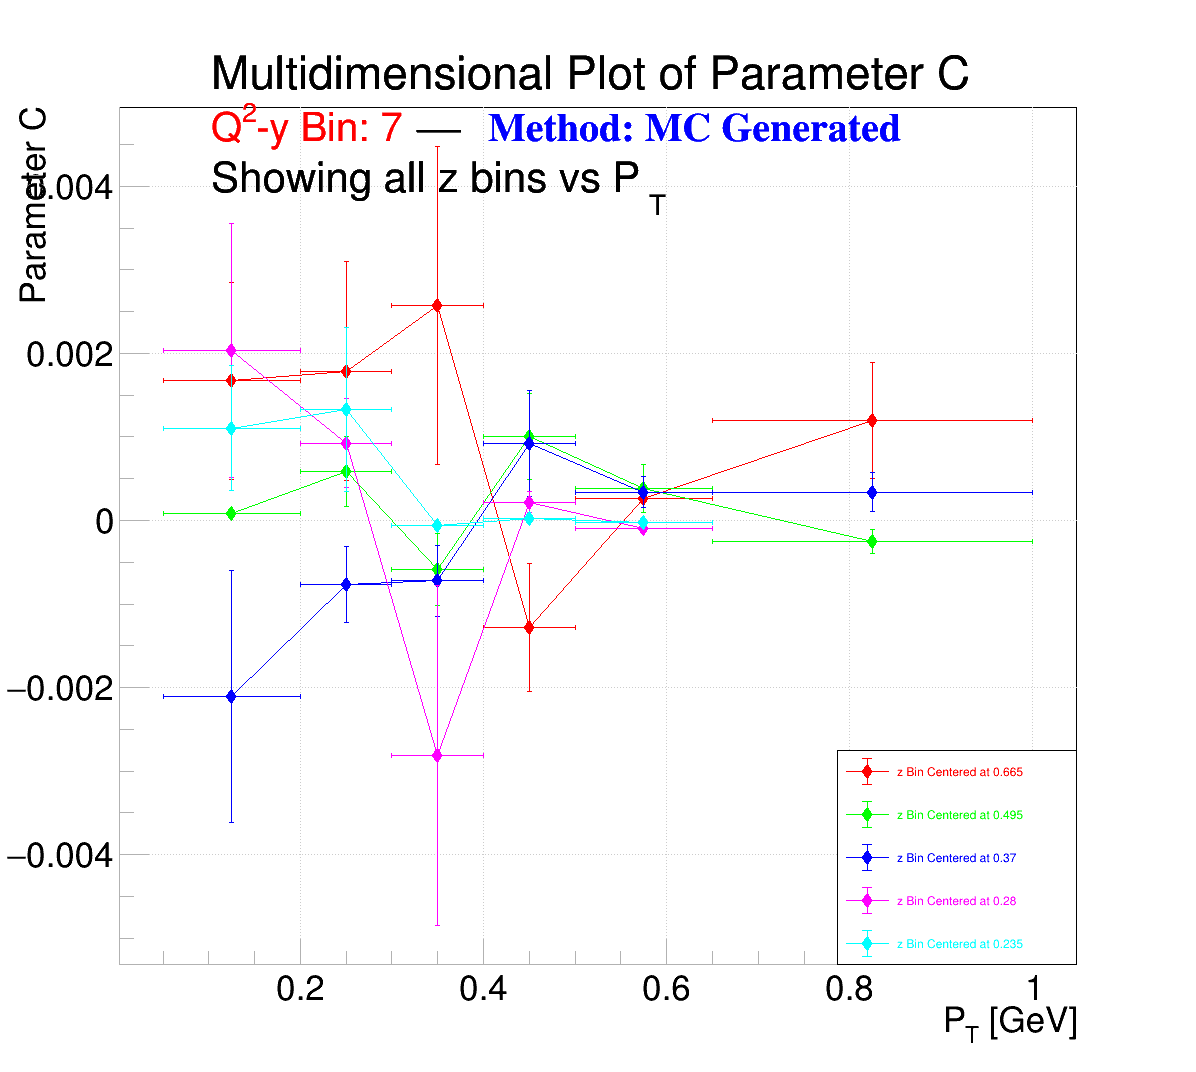 Multidimensional Plot of Parameter C
Q²-y Bin: 7 — Method: MC Generated
Showing all z bins vs P_T
Parameter C
0.004
0.002
0
−0.002
−0.004
0.2 0.4 0.6 0.8 1
P_T [GeV]
z Bin Centered at 0.665
z Bin Centered at 0.495
z Bin Centered at 0.37
z Bin Centered at 0.28
z Bin Centered at 0.235